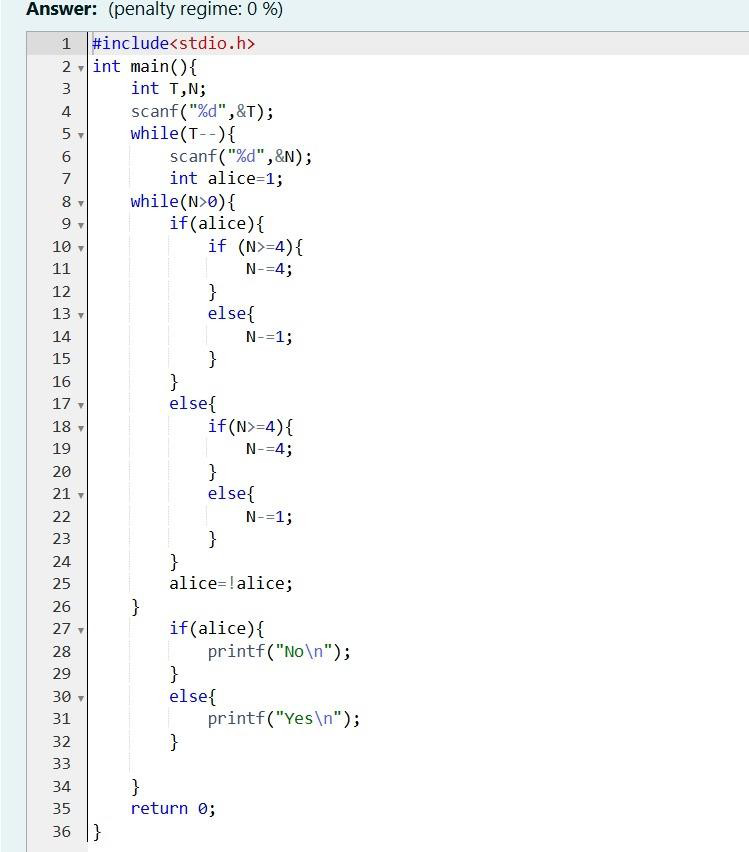 Answer: (penalty regime: 0 %)
1 #include<stdio.h>
2 int main(){
3 int T,N;
4 scanf("%d",&T);
5 while(T--){
6 scanf("%d",&N);
7 int alice=1;
8 while(N>0){
9 if(alice){
10 if (N>=4){
11 N-=4;
12 }
13 else{
14 N-=1;
15 }
16 }
17 else{
18 if(N>=4){
19 N-=4;
20 }
21 else{
22 N-=1;
23 }
24 }
25 alice=!alice;
26 }
27 if(alice){
28 printf("No\n");
29 }
30 else{
31 printf("Yes\n");
32 }
33
34 }
35 return 0;
36 }